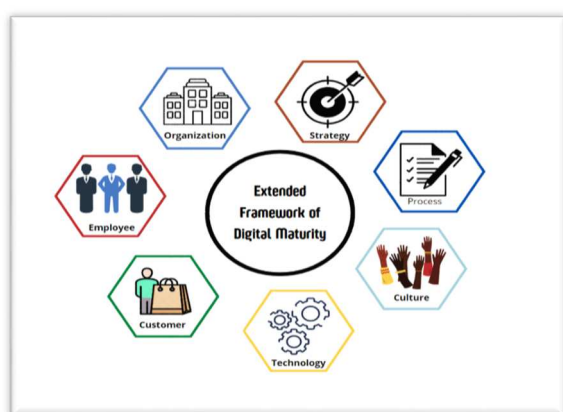 Organization
Strategy
Process
Culture
Technology
Customer
Employee
Extended
Framework of
Digital Maturity